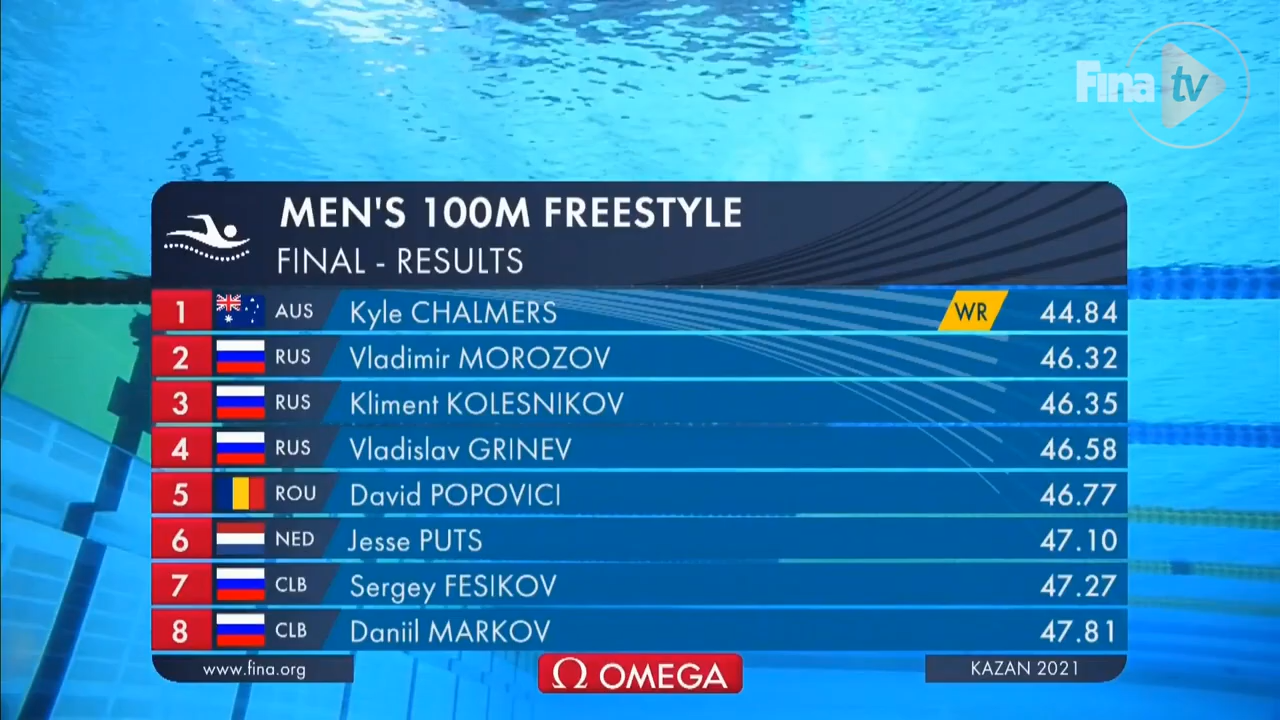 Fina tv
MEN'S 100M FREESTYLE
FINAL - RESULTS
1 AUS Kyle CHALMERS WR 44.84
2 RUS Vladimir MOROZOV 46.32
3 RUS Kliment KOLESNIKOV 46.35
4 RUS Vladislav GRINEV 46.58
5 ROU David POPOVICI 46.77
6 NED Jesse PUTS 47.10
7 CLB Sergey FESIKOV 47.27
8 CLB Daniil MARKOV 47.81
www.fina.org Ω OMEGA KAZAN 2021